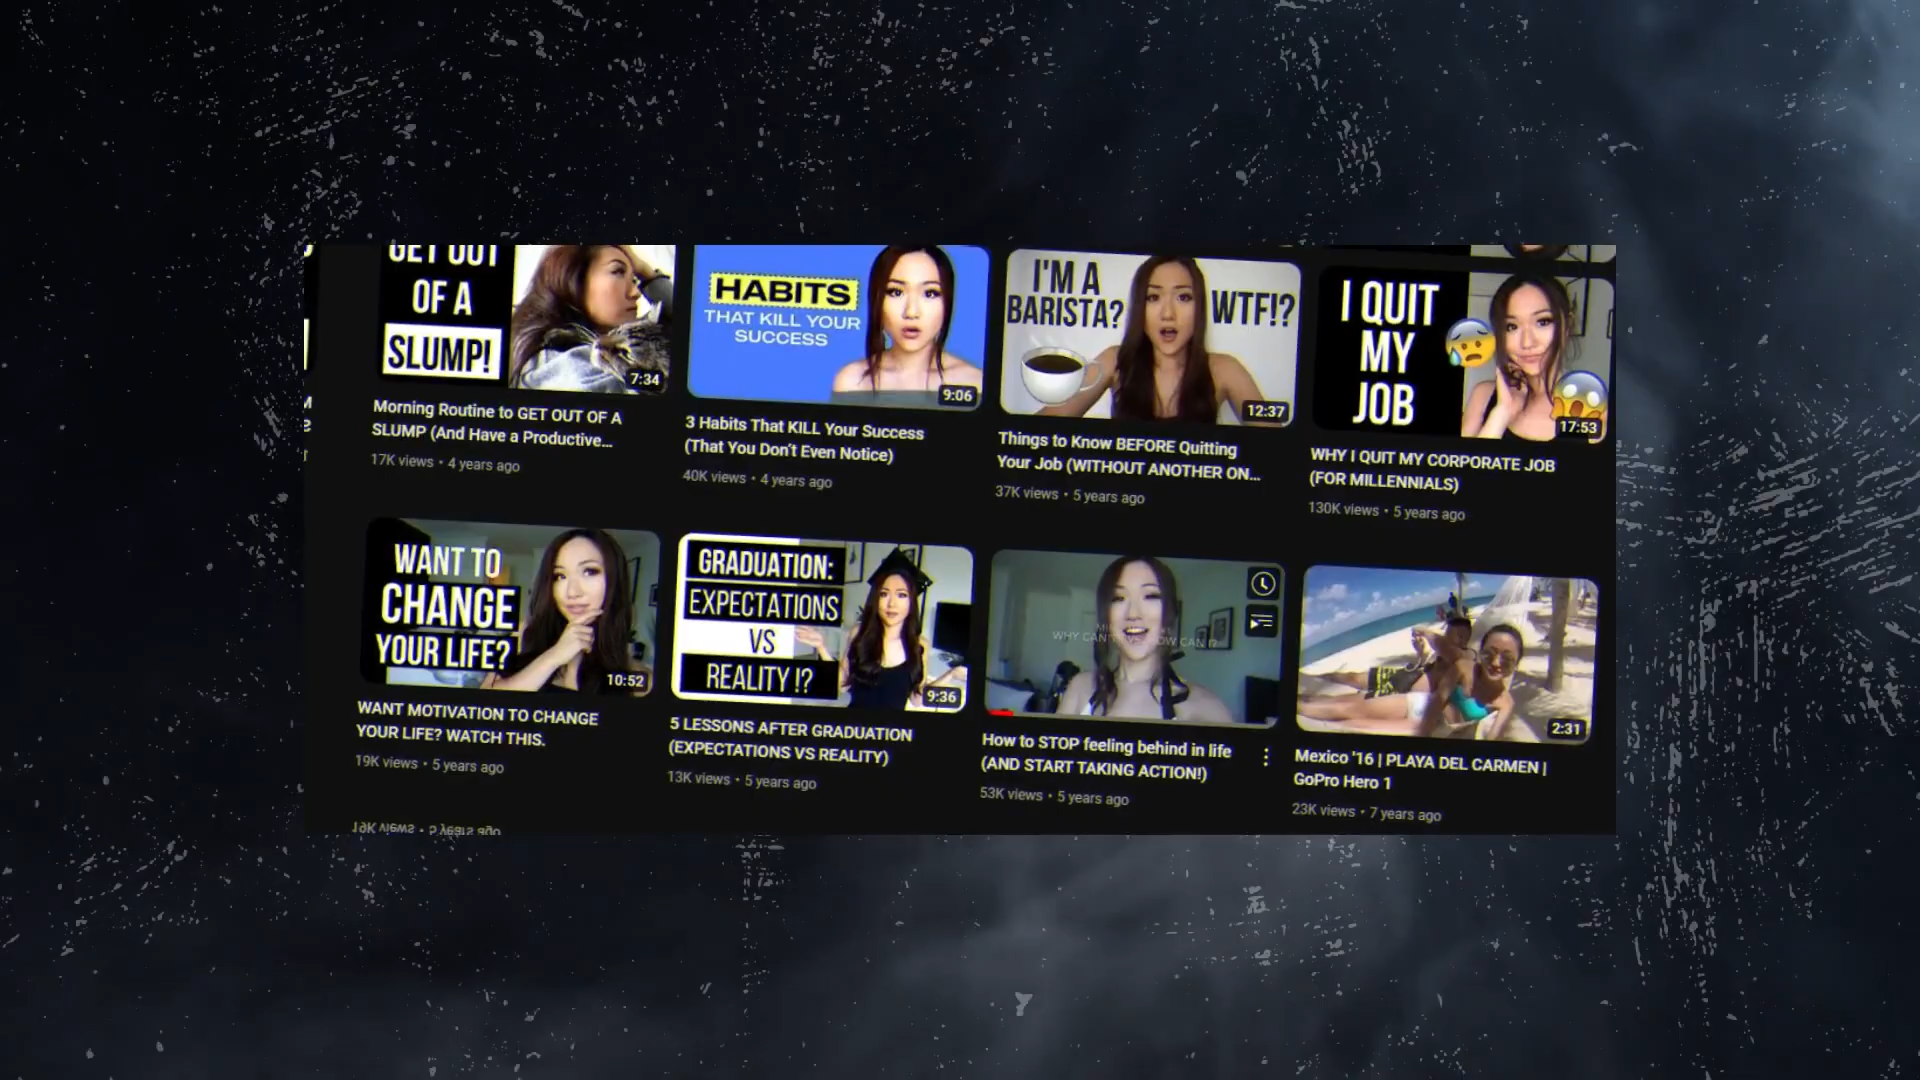 GET OUT
OF A
SLUMP!
7:34
Morning Routine to GET OUT OF A
SLUMP (And Have a Productive...
17K views • 4 years ago
HABITS
THAT KILL YOUR
SUCCESS
9:06
3 Habits That KILL Your Success
(That You Don't Even Notice)
40K views • 4 years ago
I'M A
BARISTA?
WTF!?
12:37
Things to Know BEFORE Quitting
Your Job (WITHOUT ANOTHER ON...
37K views • 5 years ago
I QUIT
MY
JOB
17:53
WHY I QUIT MY CORPORATE JOB
(FOR MILLENNIALS)
130K views • 5 years ago
WANT TO
CHANGE
YOUR LIFE?
10:52
WANT MOTIVATION TO CHANGE
YOUR LIFE? WATCH THIS.
19K views • 5 years ago
GRADUATION:
EXPECTATIONS
VS
REALITY !?
9:36
5 LESSONS AFTER GRADUATION
(EXPECTATIONS VS REALITY)
13K views • 5 years ago
WHY CAN'T
HOW CAN I?
How to STOP feeling behind in life
(AND START TAKING ACTION!)
53K views • 5 years ago
2:31
Mexico '16 | PLAYA DEL CARMEN |
GoPro Hero 1
23K views • 7 years ago